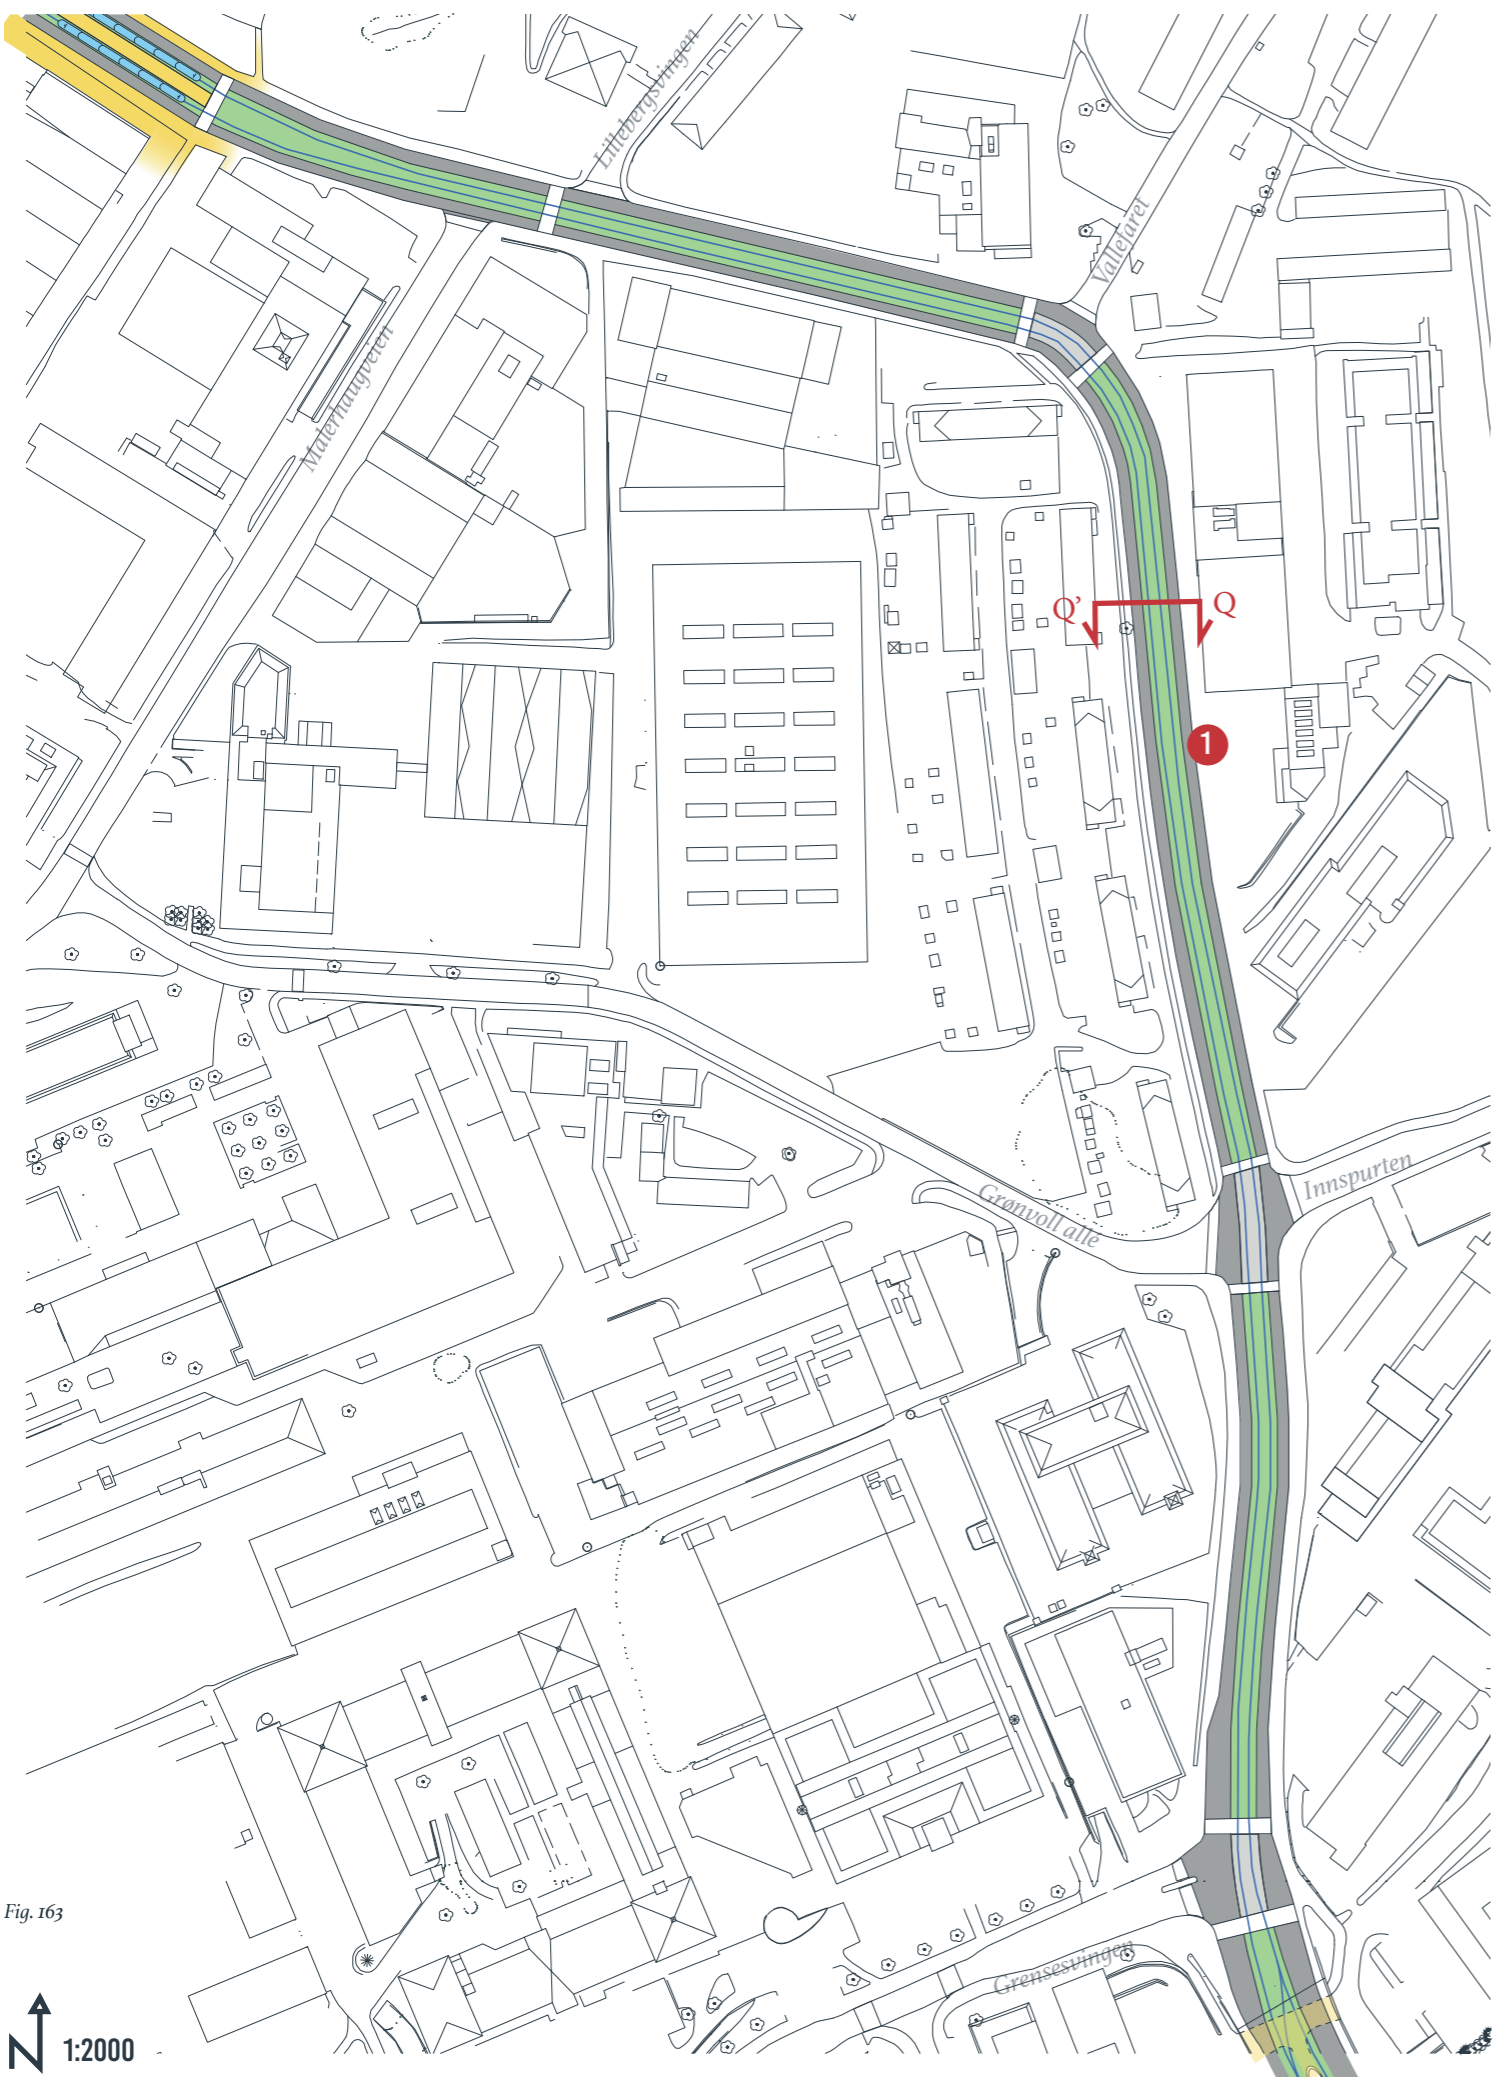 Lillebergsvingen
Vallefaret
Malerhaugveien
Q'
Q
1
Innspurten
Grønvoll alle
Fig. 163
Grensesvingen
N
1:2000